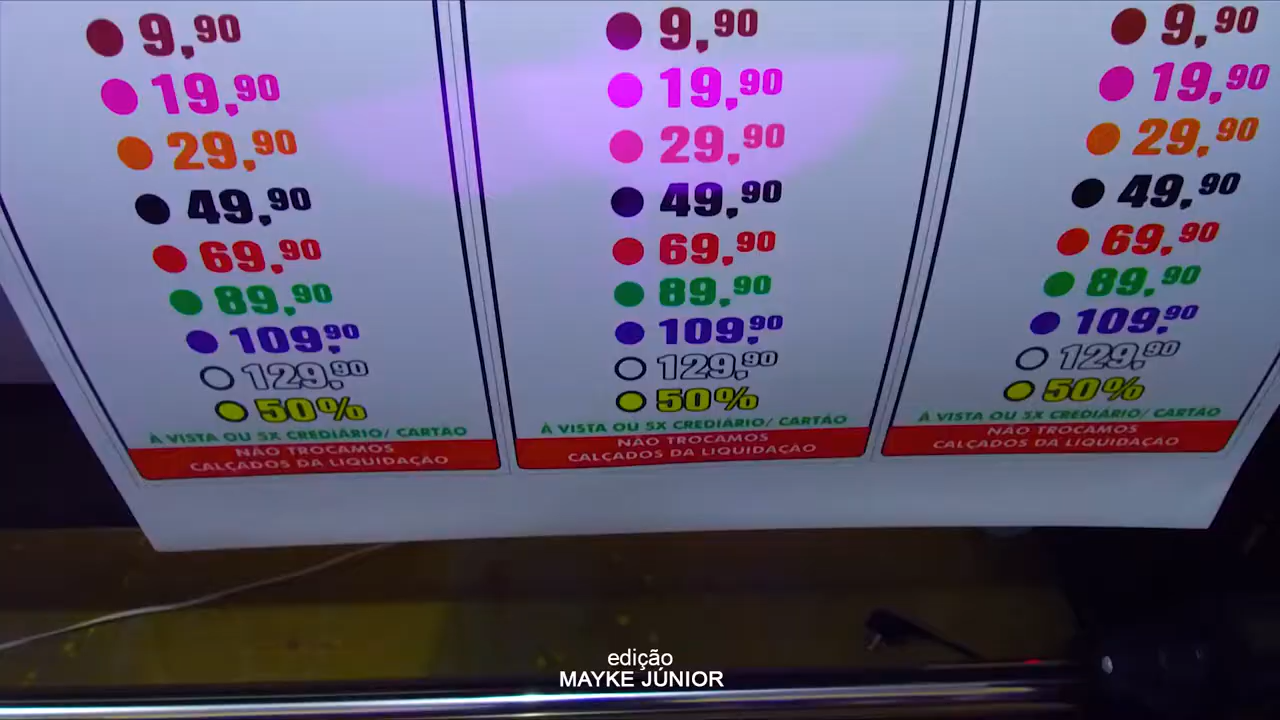 9,90
19,90
29,90
49,90
69,90
89,90
109,90
129,90
50%
À VISTA OU 5X CREDIÁRIO/ CARTÃO
NÃO TROCAMOS
CALÇADOS DA LIQUIDAÇÃO
9,90
19,90
29,90
49,90
69,90
89,90
109,90
129,90
50%
À VISTA OU 5X CREDIÁRIO/ CARTÃO
NÃO TROCAMOS
CALÇADOS DA LIQUIDAÇÃO
9,90
19,90
29,90
49,90
69,90
89,90
109,90
129,90
50%
À VISTA OU 5X CREDIÁRIO/ CARTÃO
NÃO TROCAMOS
CALÇADOS DA LIQUIDAÇÃO
edição
MAYKE JÚNIOR